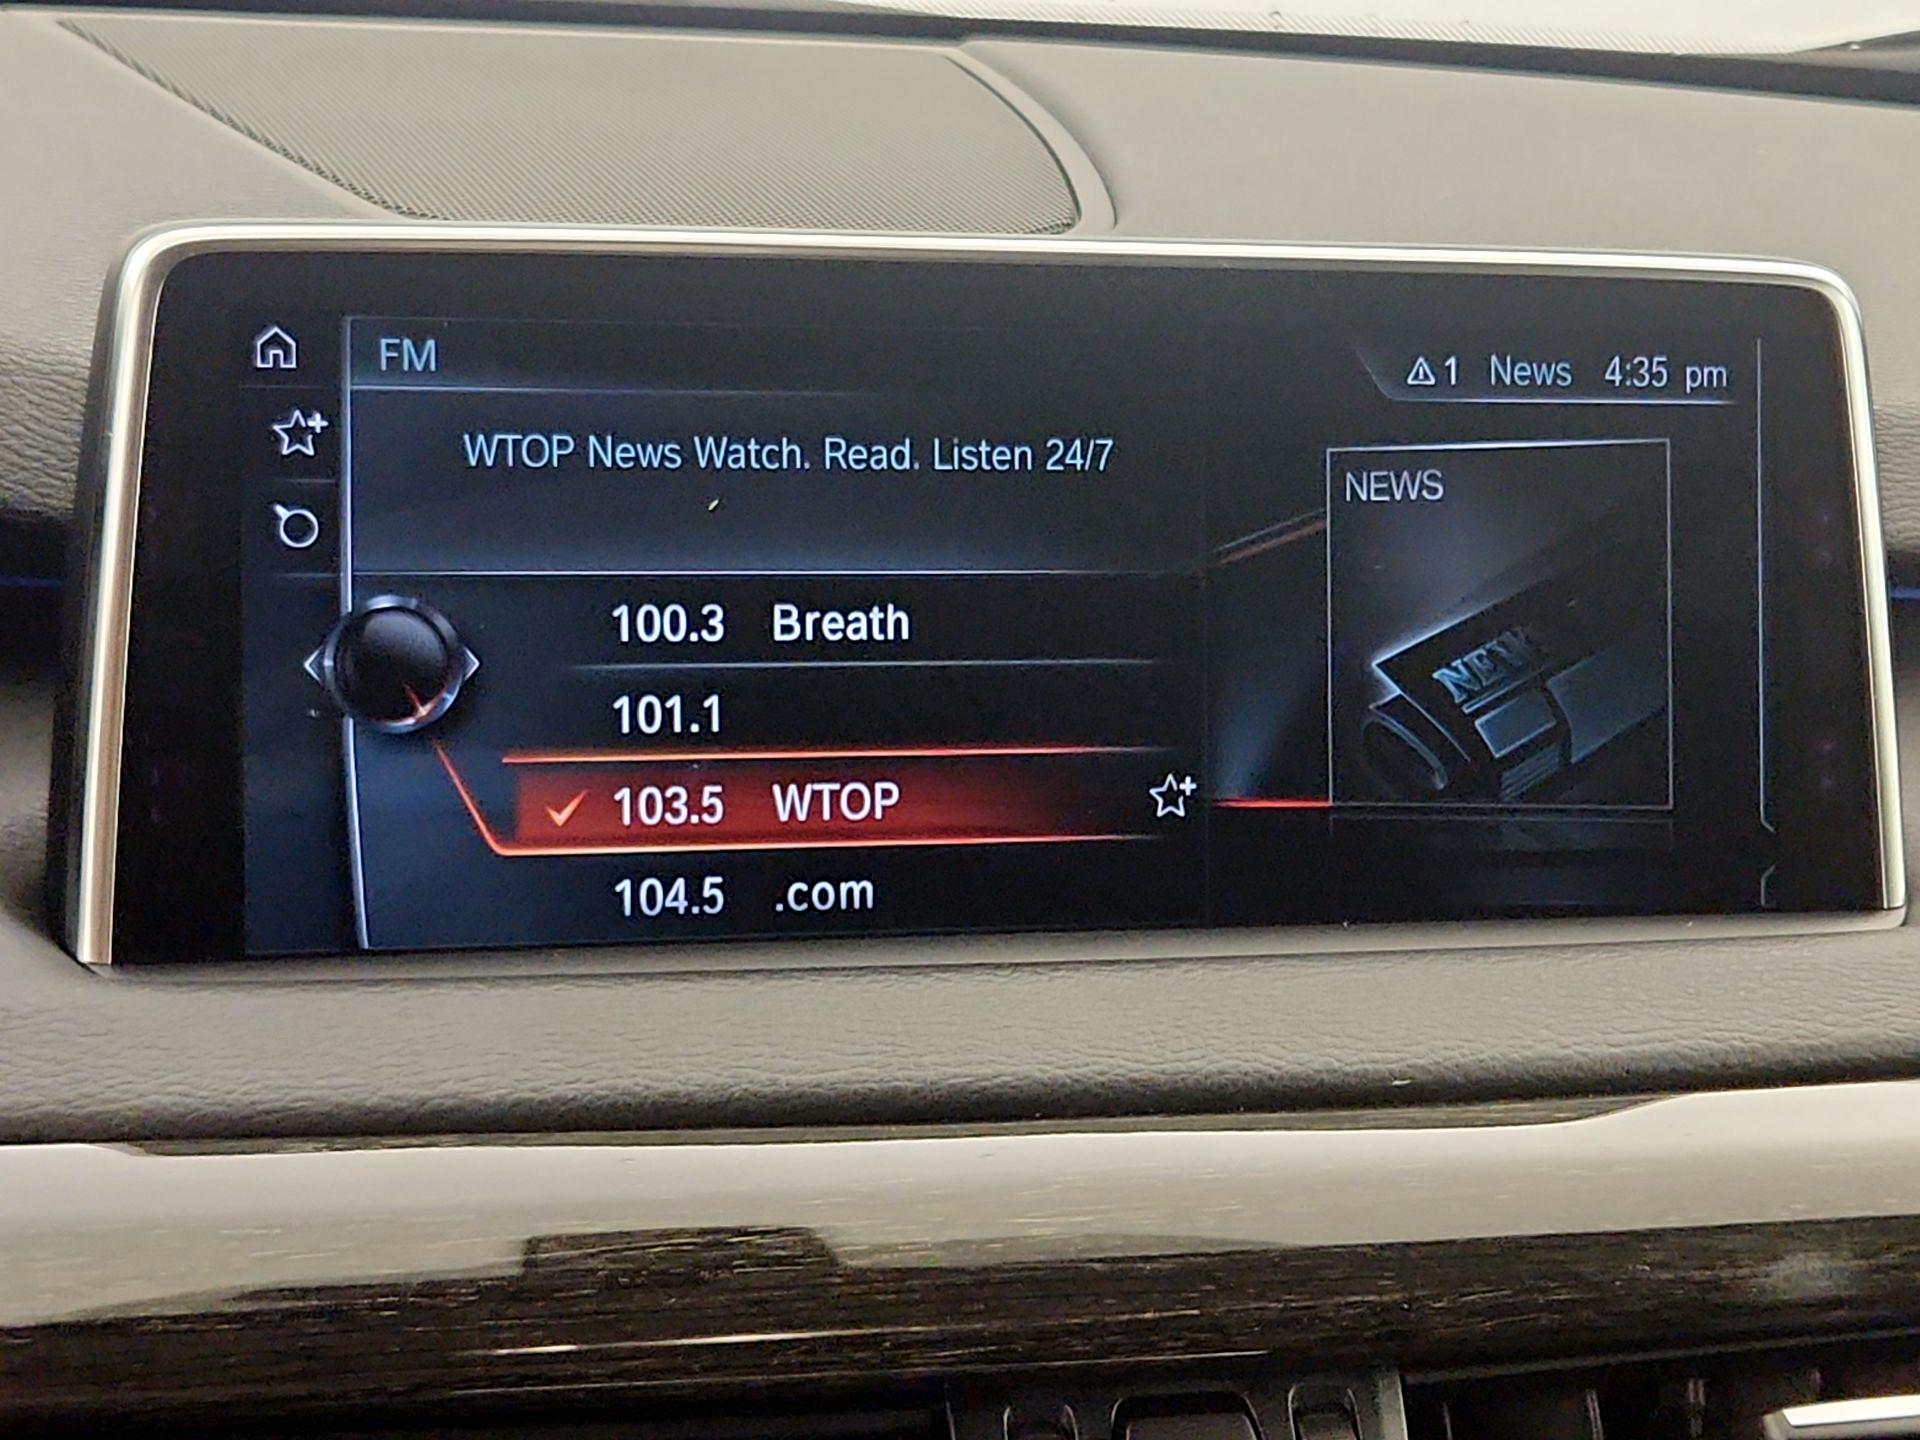 FM
1 News 4:35 pm
WTOP News Watch. Read. Listen 24/7
NEWS
100.3 Breath
101.1
NEWS
103.5 WTOP
104.5 .com